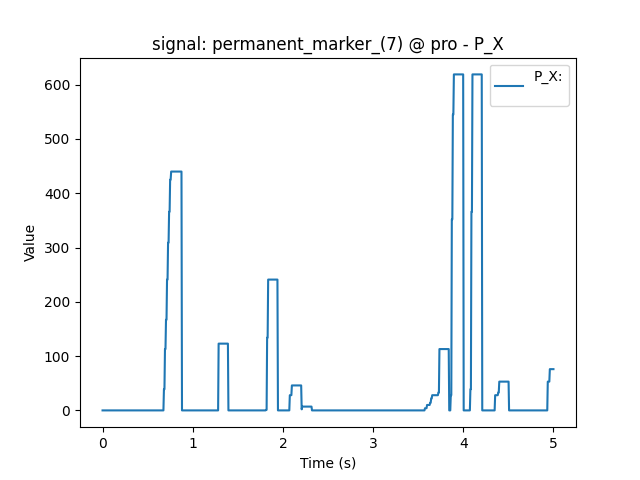 signal: permanent_marker_(7) @ pro - P_X
P_X:
600
500
400
300
200
100
0
Value
0 1 2 3 4 5
Time (s)